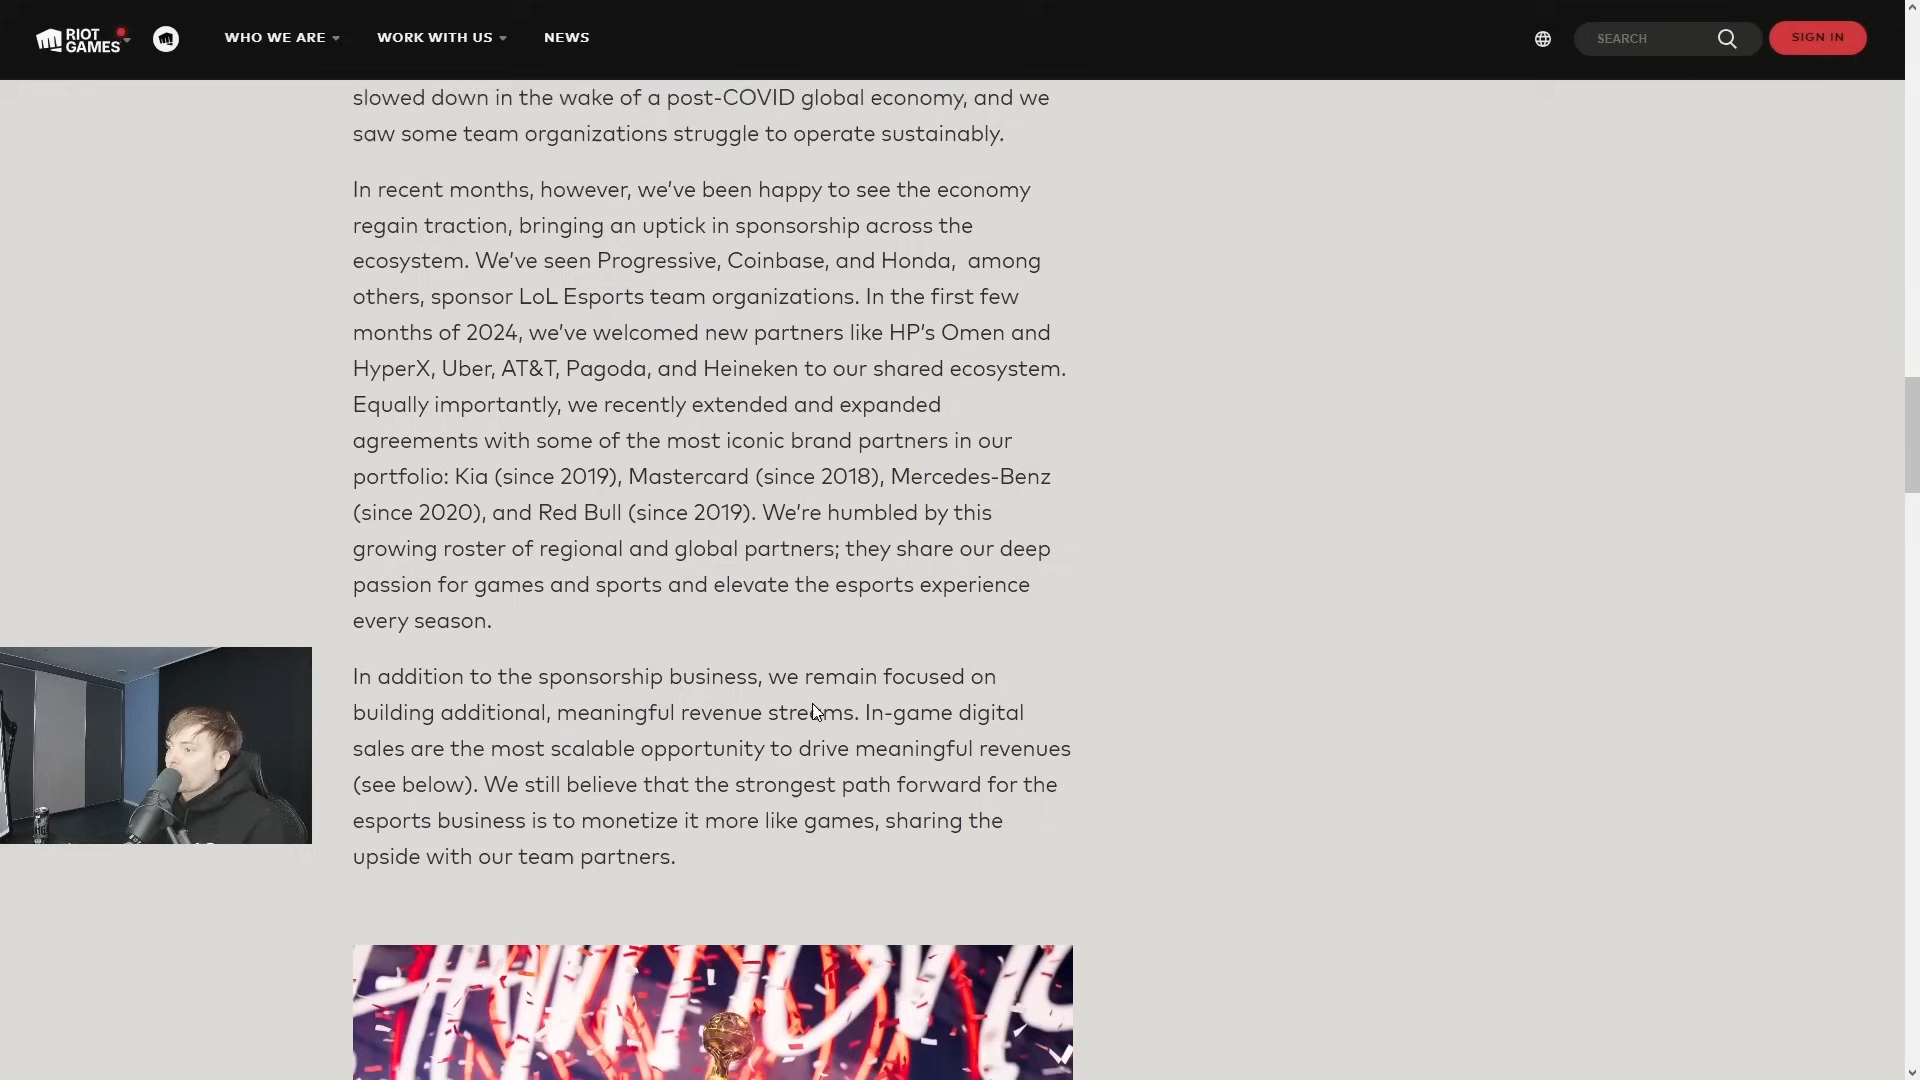 RIOT GAMES
WHO WE ARE
WORK WITH US
NEWS
SEARCH
SIGN IN
slowed down in the wake of a post-COVID global economy, and we
saw some team organizations struggle to operate sustainably.
In recent months, however, we’ve been happy to see the economy
regain traction, bringing an uptick in sponsorship across the
ecosystem. We’ve seen Progressive, Coinbase, and Honda,  among
others, sponsor LoL Esports team organizations. In the first few
months of 2024, we’ve welcomed new partners like HP’s Omen and
HyperX, Uber, AT&T, Pagoda, and Heineken to our shared ecosystem.
Equally importantly, we recently extended and expanded
agreements with some of the most iconic brand partners in our
portfolio: Kia (since 2019), Mastercard (since 2018), Mercedes-Benz
(since 2020), and Red Bull (since 2019). We’re humbled by this
growing roster of regional and global partners; they share our deep
passion for games and sports and elevate the esports experience
every season.
In addition to the sponsorship business, we remain focused on
building additional, meaningful revenue streams. In-game digital
sales are the most scalable opportunity to drive meaningful revenues
(see below). We still believe that the strongest path forward for the
esports business is to monetize it more like games, sharing the
upside with our team partners.